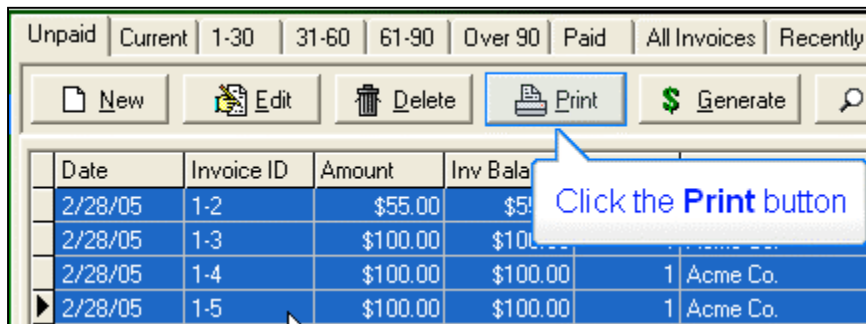 Unpaid Current 1-30 31-60 61-90 Over 90 Paid All Invoices Recently
New Edit Delete Print $ Generate
Date Invoice ID Amount Inv
Click the Print button
2/28/05 1-2 $55.00
2/28/05 1-3 $100.00
2/28/05 1-4 $100.00 $100.00 1 Acme Co.
2/28/05 1-5 $100.00 $100.00 1 Acme Co.